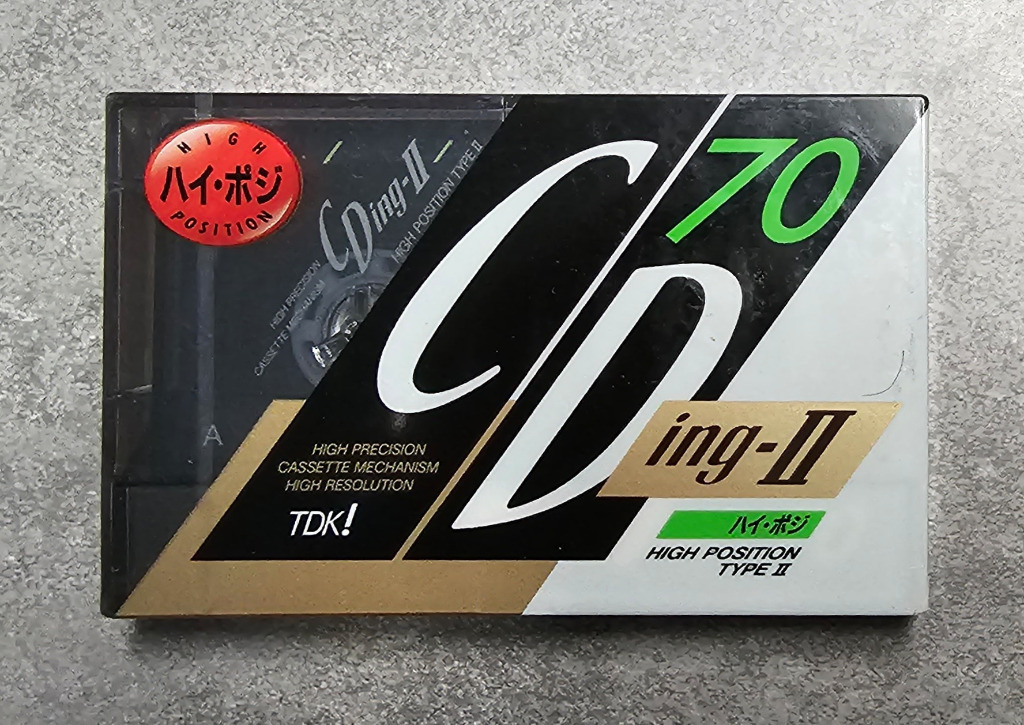 HIGH
ハイ・ポジ
POSITION
CDing-II
HIGH POSITION TYPE II
HIGH PRECISION
CASSETTE MECHANISM
A
CD
70
ing-II
HIGH PRECISION
CASSETTE MECHANISM
HIGH RESOLUTION
TDK!
ハイ・ポジ
HIGH POSITION
TYPE II